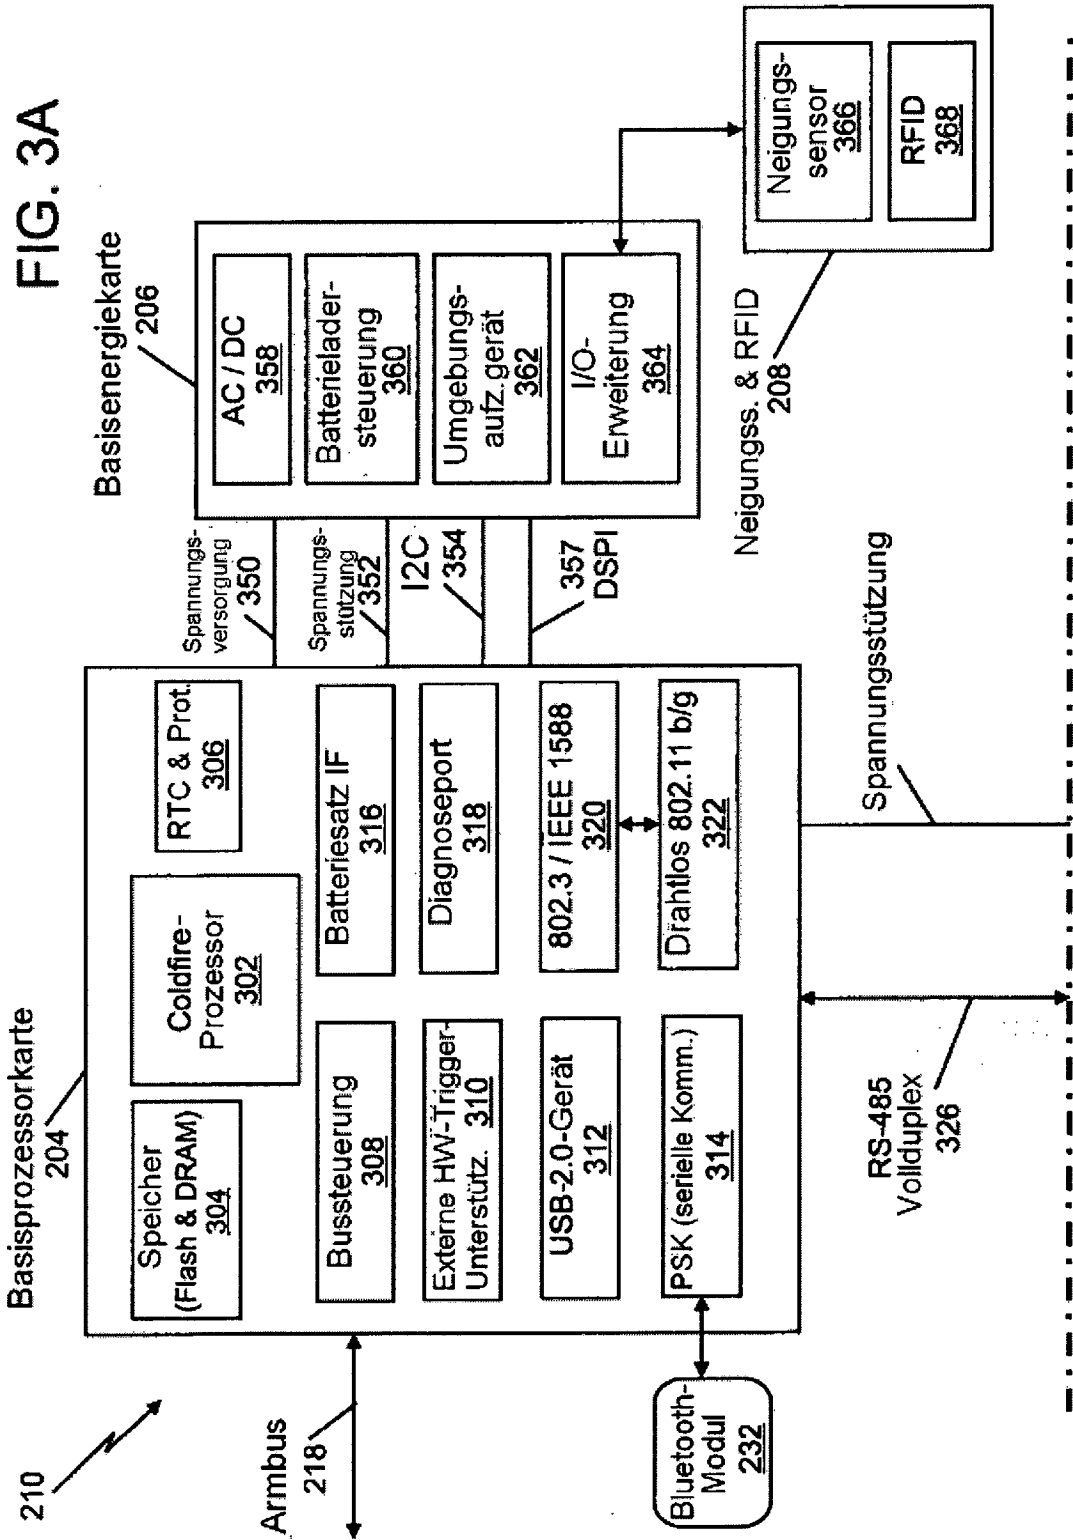 FIG. 3A
210
Basisprozessorkarte
204
Speicher
(Flash & DRAM)
304
Coldfire-
Prozessor
302
RTC & Prot.
306
Bussteuerung
308
Batteriesatz IF
316
Externe HW-Trigger-
Unterstütz. 310
Diagnoseport
318
USB-2.0-Gerät
312
802.3 / IEEE 1588
320
PSK (serielle Komm.)
314
Drahtlos 802.11 b/g
322
Armbus
218
Bluetooth-
Modul
232
Spannungs-
versorgung
350
Spannungs-
stützung
352
I2C
354
357
DSPI
Basisenergiekarte
206
AC / DC
358
Batterielader-
steuerung
360
Umgebungs-
aufz.gerät
362
I/O-
Erweiterung
364
Neigungss. & RFID
208
Neigungs-
sensor
366
RFID
368
RS-485
Vollduplex
326
Spannungsstützung